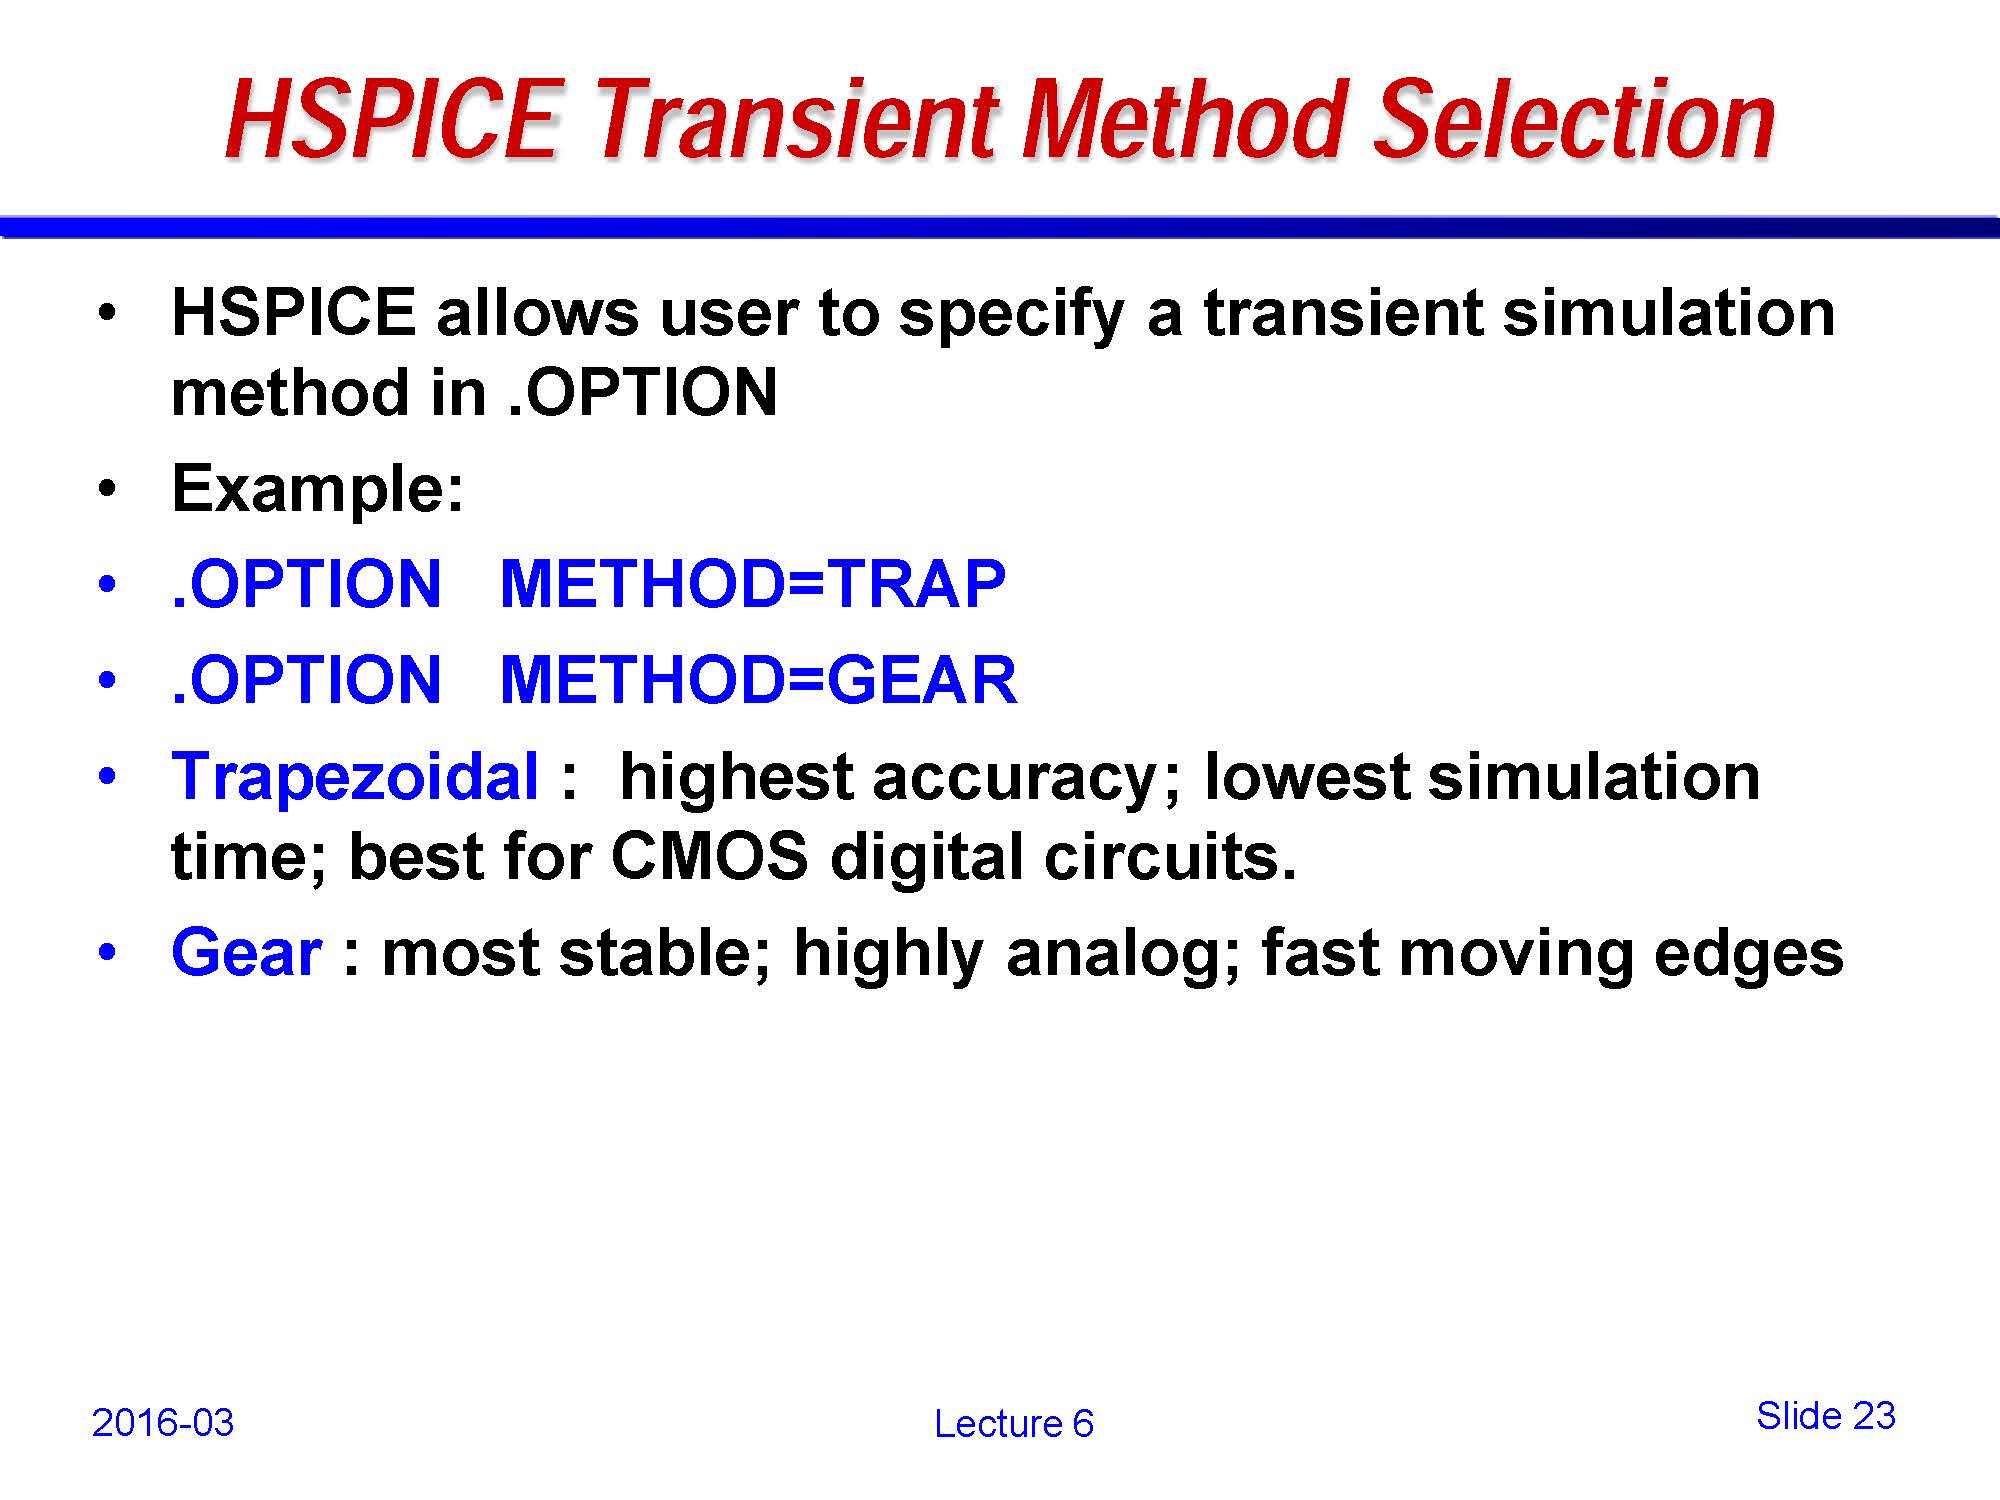 HSPICE Transient Method Selection
• HSPICE allows user to specify a transient simulation
method in .OPTION
• Example:
• .OPTION METHOD=TRAP
• .OPTION METHOD=GEAR
• Trapezoidal : highest accuracy; lowest simulation
time; best for CMOS digital circuits.
• Gear : most stable; highly analog; fast moving edges
2016-03
Lecture 6
Slide 23